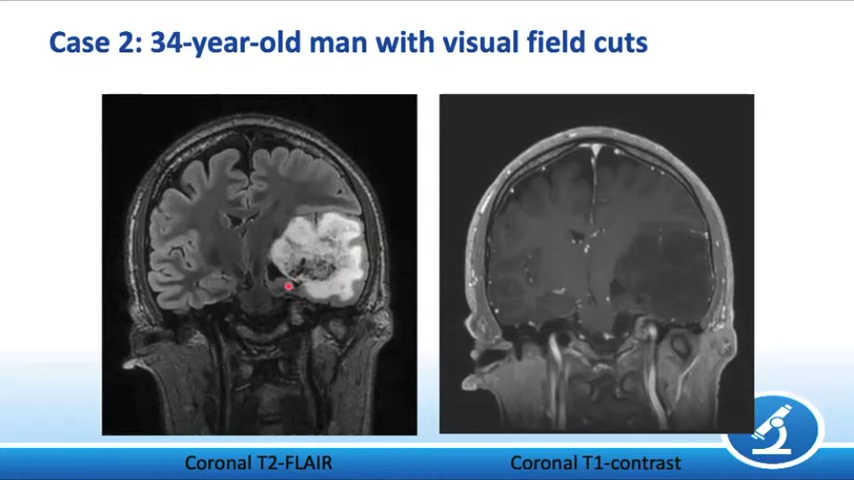 Case 2: 34-year-old man with visual field cuts
Coronal T2-FLAIR
Coronal T1-contrast